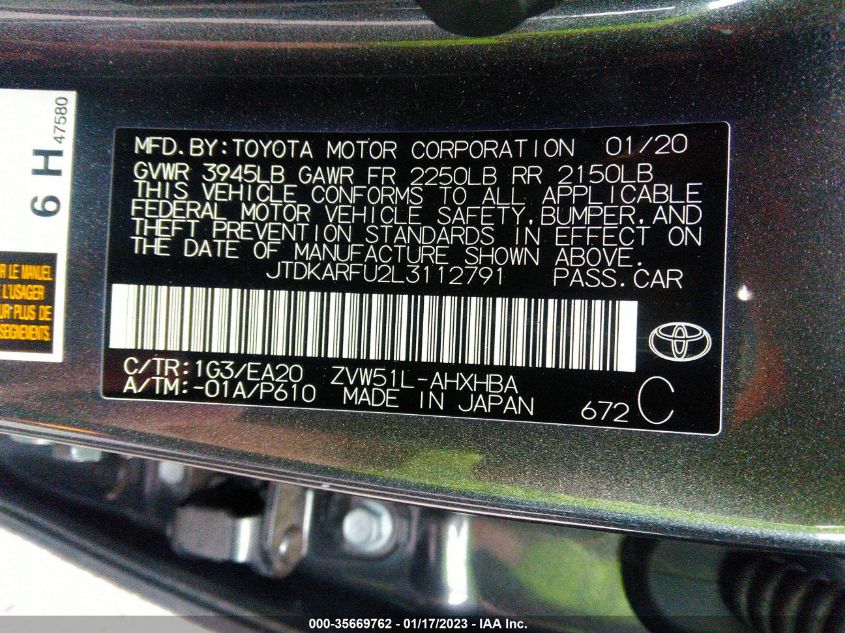 MFD.BY:TOYOTA MOTOR CORPORATION 01/20
GVWR 3945LB GAWR FR 2250LB RR 2150LB
THIS VEHICLE CONFORMS TO ALL APPLICABLE
FEDERAL MOTOR VEHICLE SAFETY,BUMPER,AND
THEFT PREVENTION STANDARDS IN EFFECT ON
THE DATE OF MANUFACTURE SHOWN ABOVE.
JTDKARFU2L3112791 PASS.CAR
C/TR:1G3/EA20 ZVW51L-AHXHBA
A/TM:-01A/P610 MADE IN JAPAN 672 C
6 H 47580
R LE MANUEL
L'USAGER
UR PLUS DE
SEIGNEMENTS.
000-35669762 - 01/17/2023 - IAA Inc.